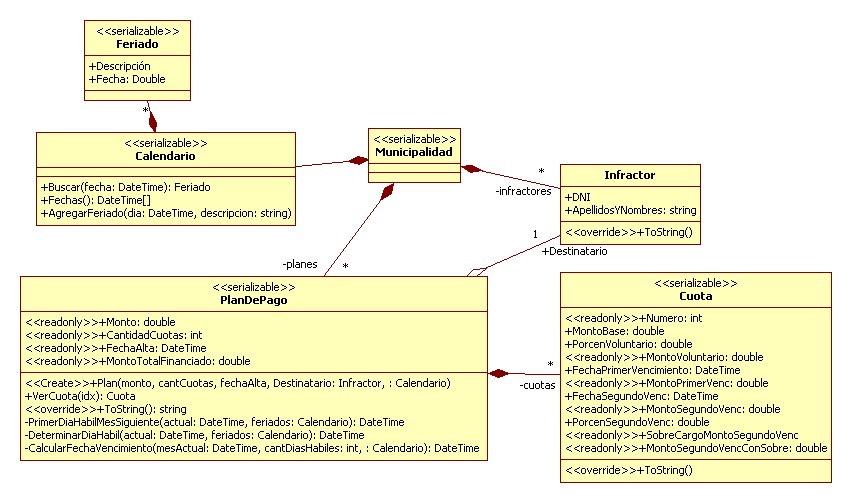 <<serializable>>
Feriado
+Descripción
+Fecha: Double
*
<<serializable>>
Calendario
+Buscar(fecha: DateTime): Feriado
+Fechas(): DateTime[]
+AgregarFeriado(dia: DateTime, descripcion: string)
<<serializable>>
Municipalidad
*
-infractores
Infractor
+DNI
+ApellidosYNombres: string
<<override>>+ToString()
1
+Destinatario
-planes
*
<<serializable>>
PlanDePago
<<readonly>>+Monto: double
<<readonly>>+CantidadCuotas: int
<<readonly>>+FechaAlta: DateTime
<<readonly>>+MontoTotalFinanciado: double
<<Create>>+Plan(monto, cantCuotas, fechaAlta, Destinatario: Infractor, : Calendario)
+VerCuota(idx): Cuota
<<override>>+ToString(): string
-PrimerDiaHabilMesSiguiente(actual: DateTime, feriados: Calendario): DateTime
-DeterminarDiaHabil(actual: DateTime, feriados: Calendario): DateTime
-CalcularFechaVencimiento(mesActual: DateTime, cantDiasHabiles: int, : Calendario): DateTime
*
-cuotas
<<serializable>>
Cuota
<<readonly>>+Numero: int
+MontoBase: double
+PorcenVoluntario: double
<<readonly>>+MontoVoluntario: double
+FechaPrimerVencimiento: DateTime
<<readonly>>+MontoPrimerVenc: double
+FechaSegundoVenc: DateTime
<<readonly>>+MontoSegundoVenc: double
+PorcenSegundoVenc: double
<<readonly>>+SobreCargoMontoSegundoVenc
<<readonly>>+MontoSegundoVencConSobre: double
<<override>>+ToString()